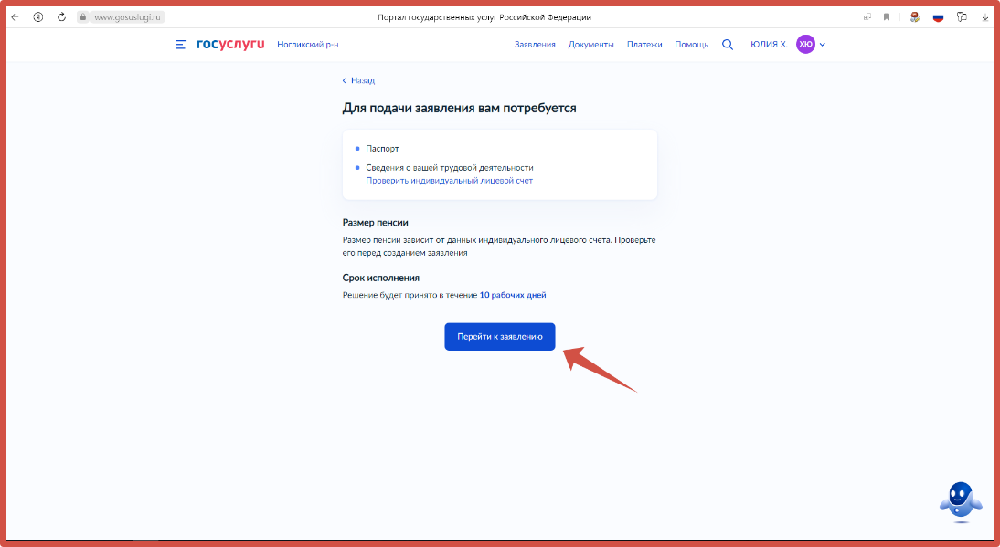 www.gosuslugi.ru
Портал государственных услуг Российской Федерации
госуслуги Ногликский р-н Заявления Документы Платежи Помощь ЮЛИЯ Х. ХЮ
Назад
Для подачи заявления вам потребуется
Паспорт
Сведения о вашей трудовой деятельности
Проверить индивидуальный лицевой счет
Размер пенсии
Размер пенсии зависит от данных индивидуального лицевого счета. Проверьте
его перед созданием заявления
Срок исполнения
Решение будет принято в течение 10 рабочих дней
Перейти к заявлению